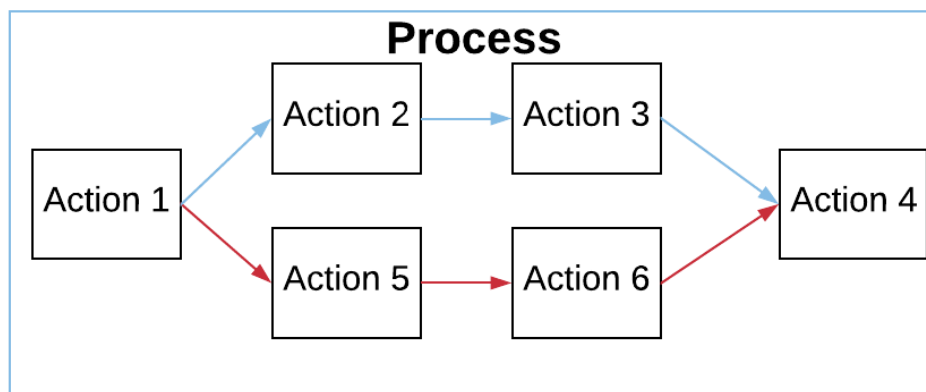 Process
Action 2
Action 3
Action 1
Action 4
Action 5
Action 6